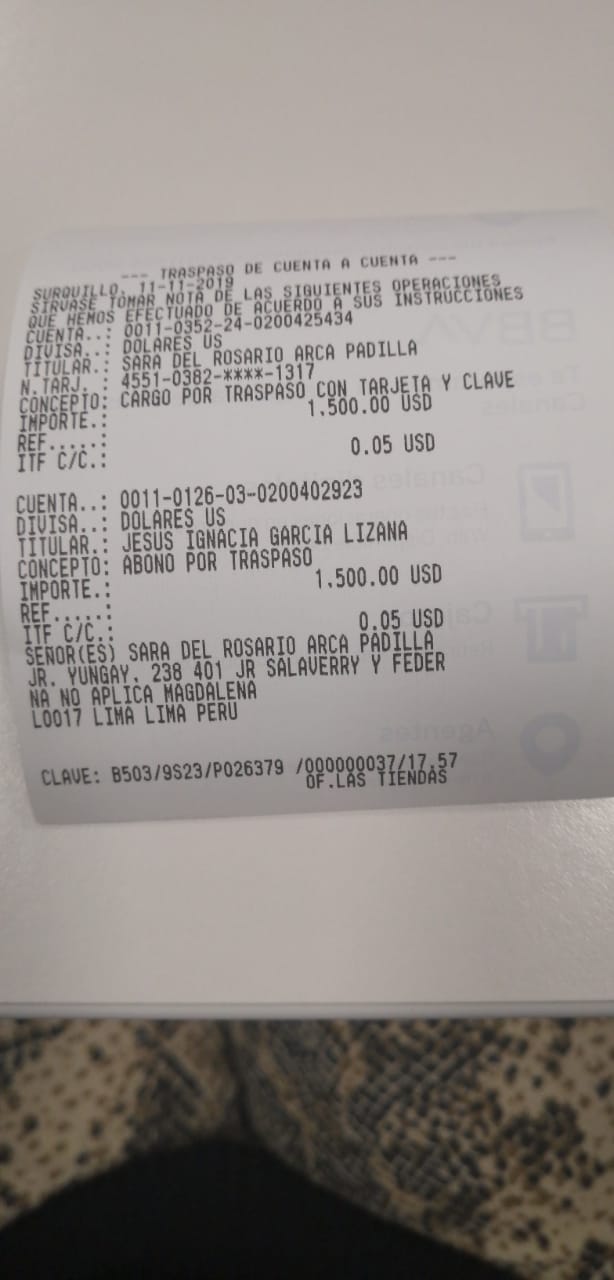 --- TRASPASO DE CUENTA A CUENTA ---
SURQUILLO, 11-11-2019
SIRVASE TOMAR NOTA DE LAS SIGUIENTES OPERACIONES
QUE HEMOS EFECTUADO DE ACUERDO A SUS INSTRUCCIONES
CUENTA..: 0011-0352-24-0200425434
DIVISA..: DOLARES US
TITULAR.: SARA DEL ROSARIO ARCA PADILLA
N.TARJ. : 4551-0382-****-1317
CONCEPTO: CARGO POR TRASPASO CON TARJETA Y CLAVE
IMPORTE.: 1,500.00 USD
REF.....:
ITF C/C.: 0.05 USD
CUENTA..: 0011-0126-03-0200402923
DIVISA..: DOLARES US
TITULAR.: JESUS IGNACIA GARCIA LIZANA
CONCEPTO: ABONO POR TRASPASO
IMPORTE.: 1,500.00 USD
REF.....:
ITF C/C.: 0.05 USD
SEÑOR(ES) SARA DEL ROSARIO ARCA PADILLA
JR. YUNGAY, 238 401 JR SALAVERRY Y FEDER
NA NO APLICA MAGDALENA
L0017 LIMA LIMA PERU
CLAVE: B503/9S23/P026379 /000000037/17.57
OF.LAS TIENDAS
BBVA
Canales
Canales
Agentes